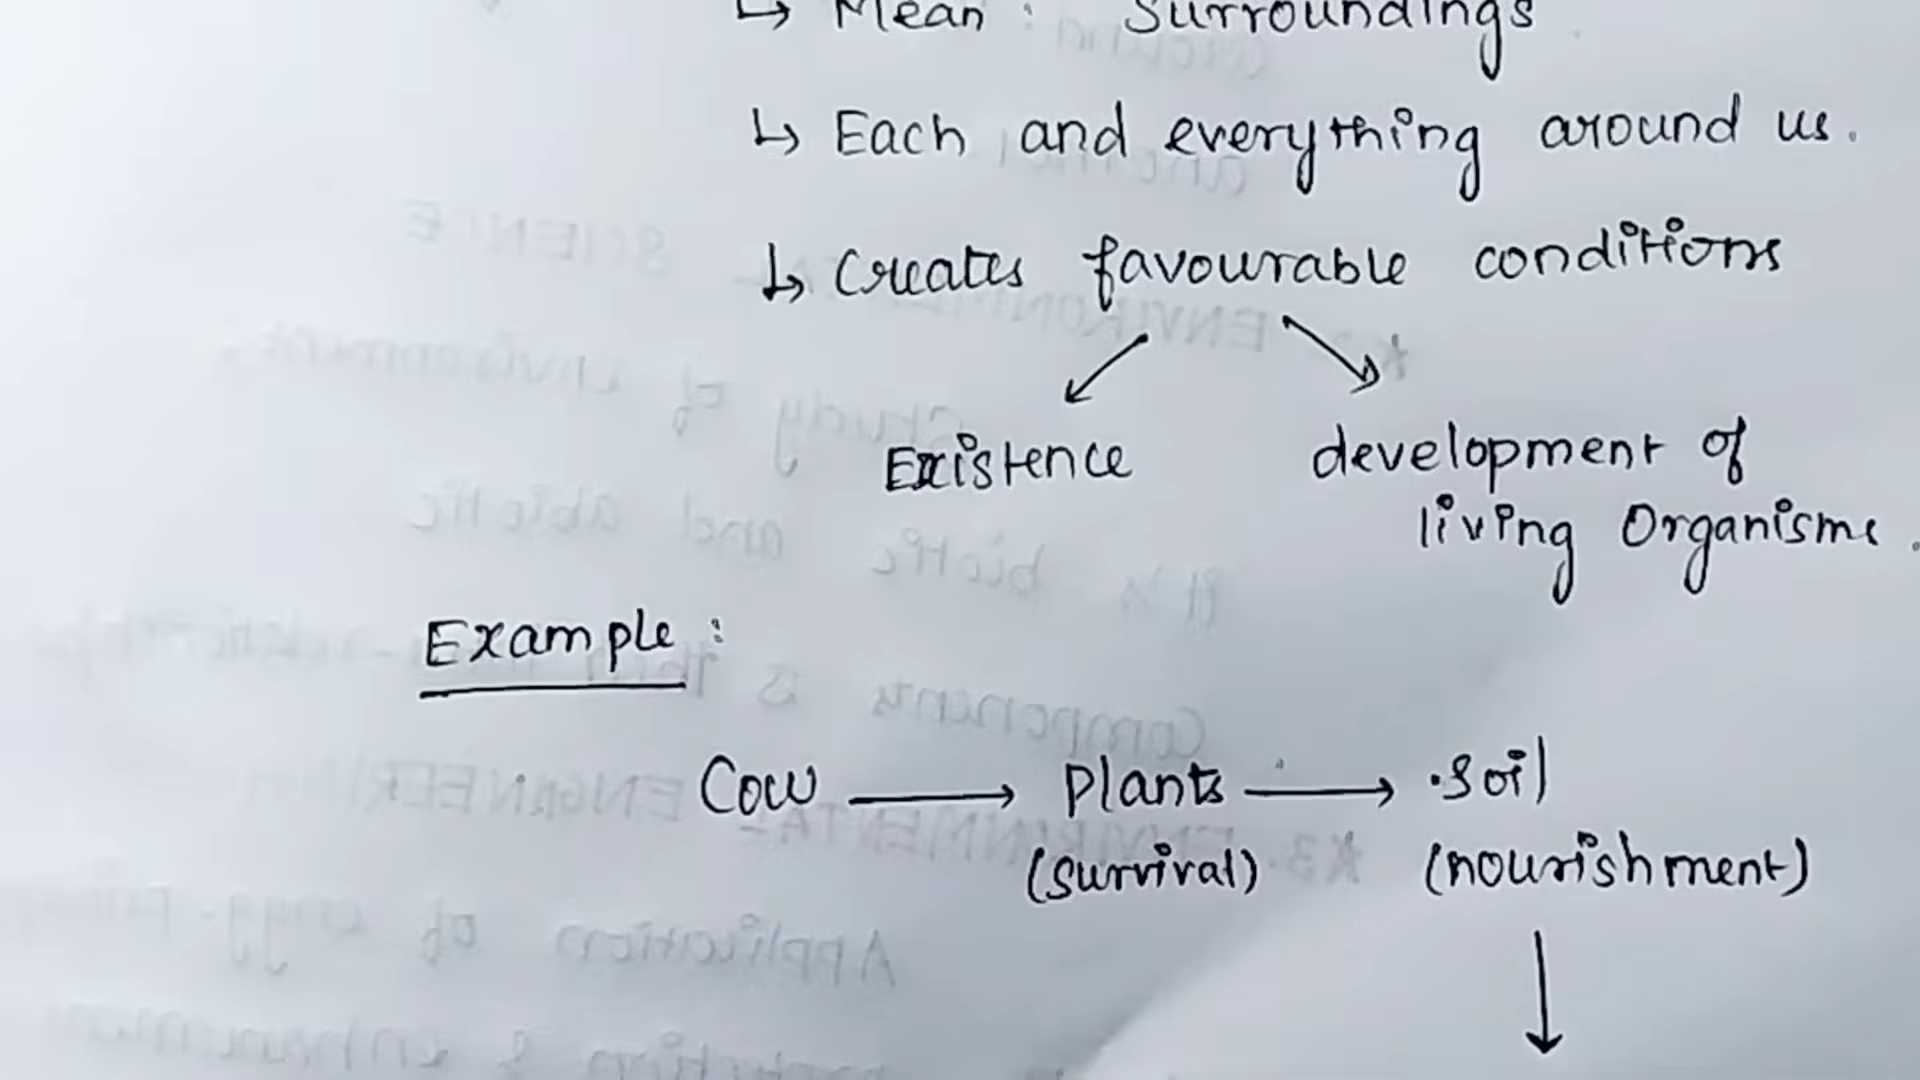 ↳ Mean : Surroundings
↳ Each and everything around us.
↳ Creates favourable conditions
Existence
development of
living Organisms.
Example :
Cow → Plants → Soil
(survival) (nourishment)